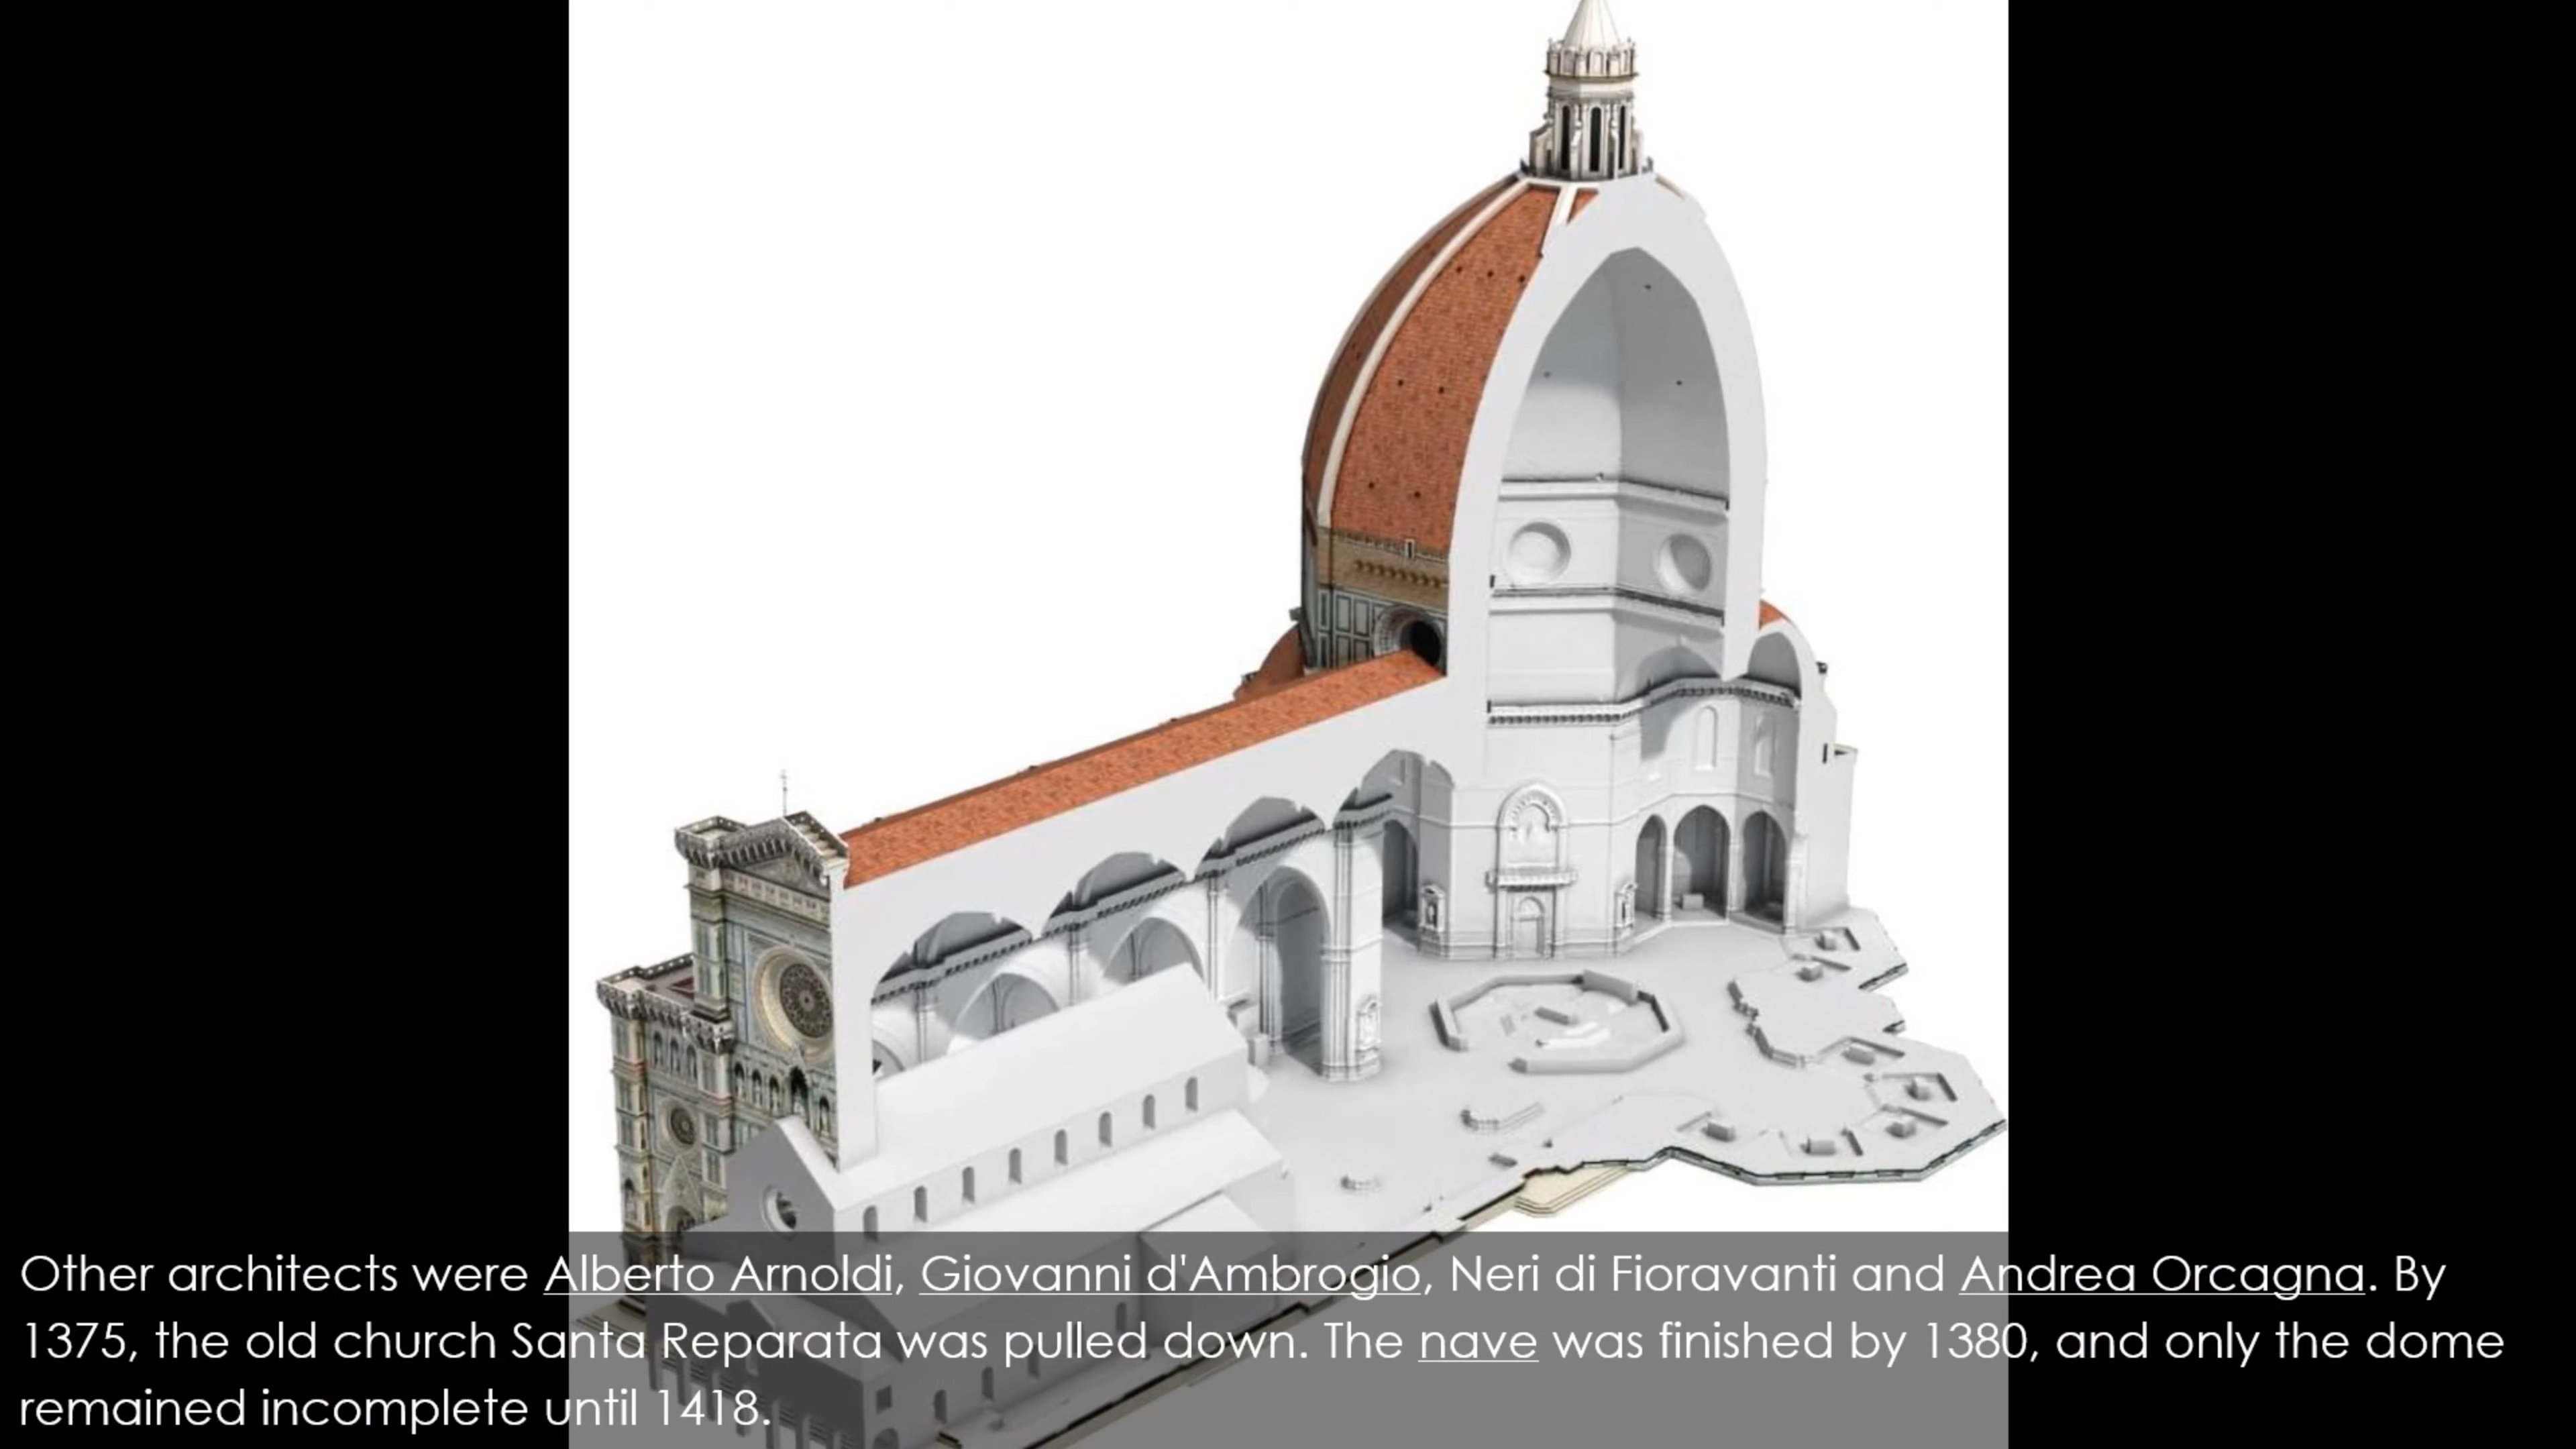 Other architects were Alberto Arnoldi, Giovanni d'Ambrogio, Neri di Fioravanti and Andrea Orcagna. By
1375, the old church Santa Reparata was pulled down. The nave was finished by 1380, and only the dome
remained incomplete until 1418.